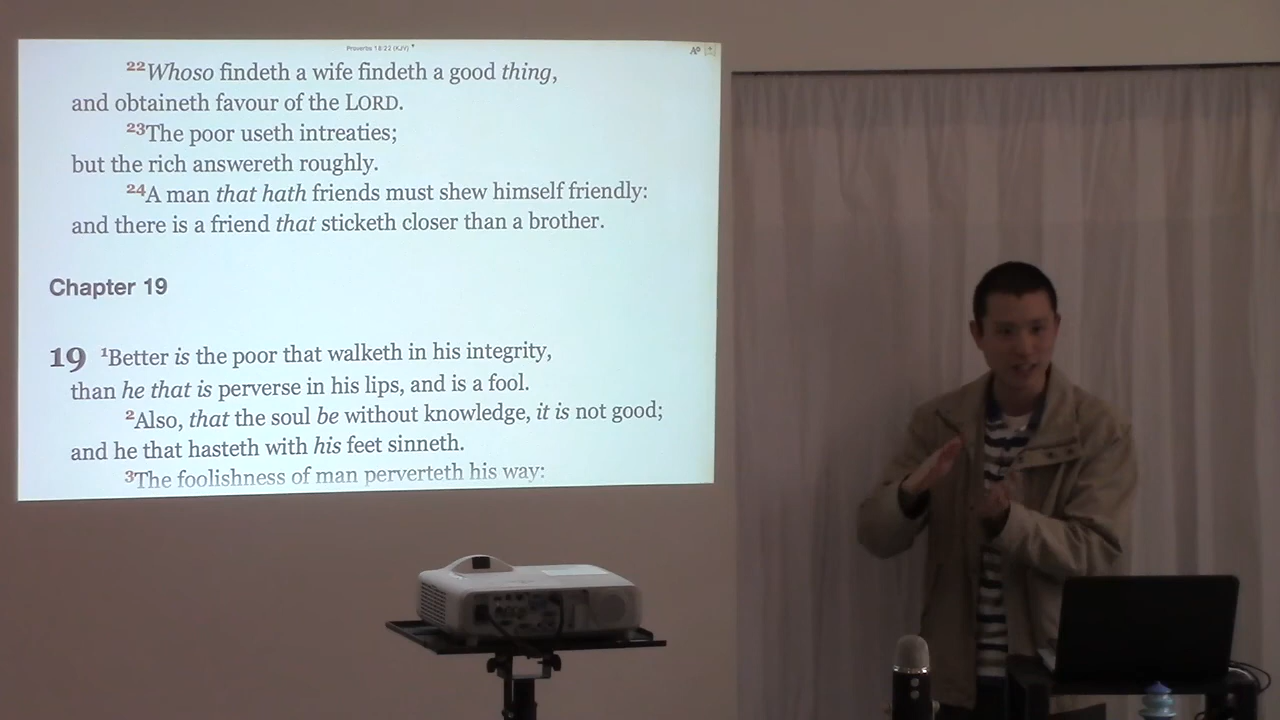 Proverbs 18:22 (KJV)
22Whoso findeth a wife findeth a good thing,
and obtaineth favour of the LORD.
23The poor useth intreaties;
but the rich answereth roughly.
24A man that hath friends must shew himself friendly:
and there is a friend that sticketh closer than a brother.
Chapter 19
19 1Better is the poor that walketh in his integrity,
than he that is perverse in his lips, and is a fool.
2Also, that the soul be without knowledge, it is not good;
and he that hasteth with his feet sinneth.
3The foolishness of man perverteth his way: